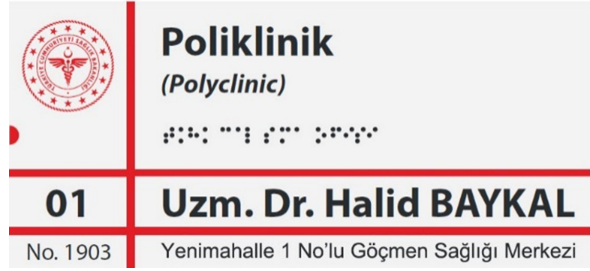 Poliklinik
(Polyclinic)
01
Uzm. Dr. Halid BAYKAL
No. 1903
Yenimahalle 1 No'lu Göçmen Sağlığı Merkezi